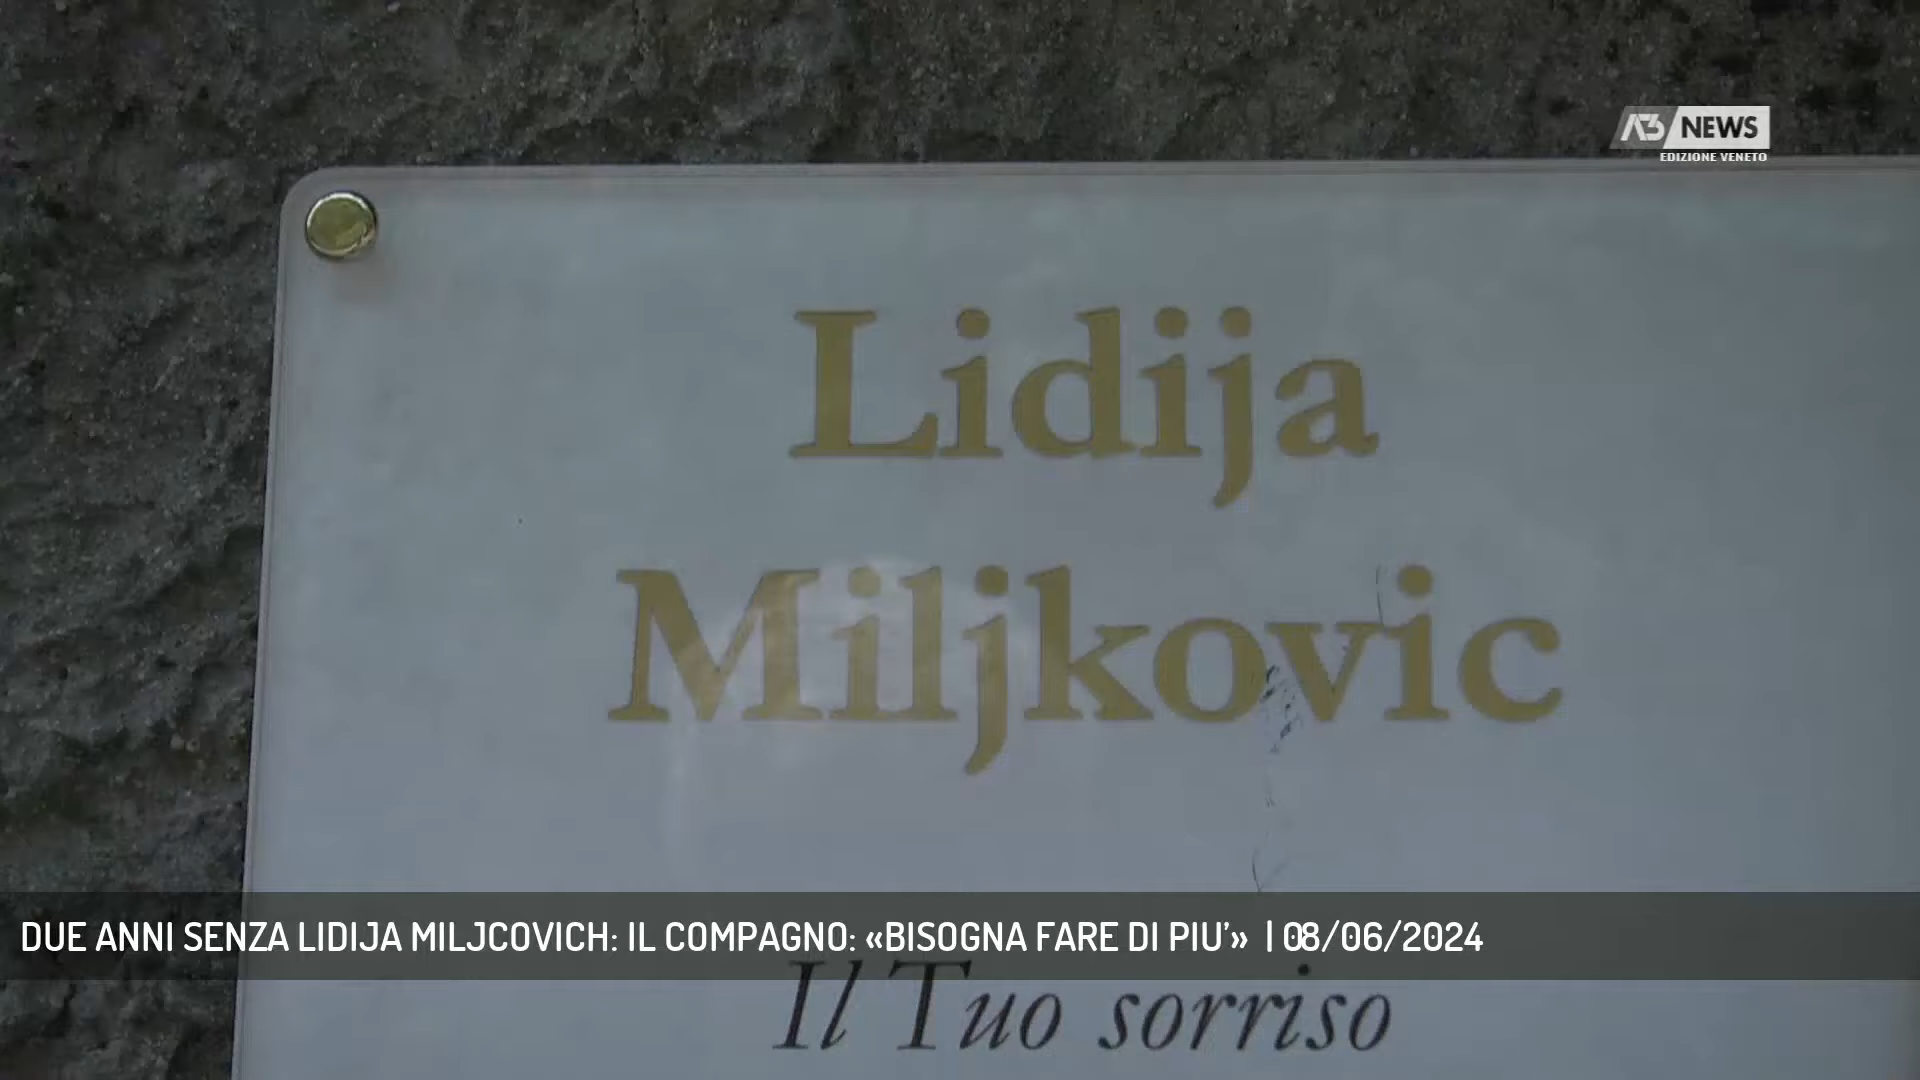 A3 NEWS
EDIZIONE VENETO
Lidija
Miljkovic
DUE ANNI SENZA LIDIJA MILJCOVICH: IL COMPAGNO: «BISOGNA FARE DI PIU’» | 08/06/2024
Il Tuo sorriso